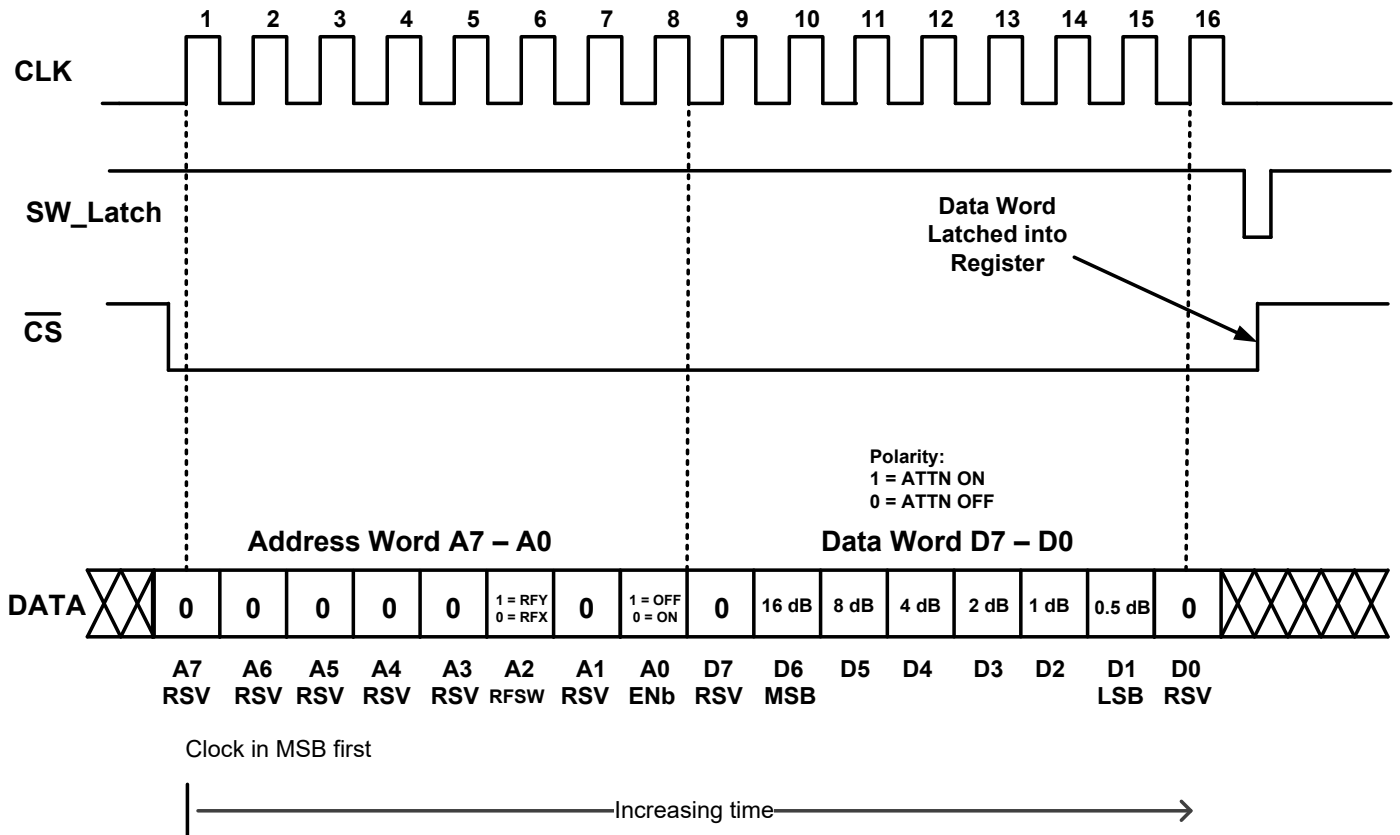 1 2 3 4 5 6 7 8 9 10 11 12 13 14 15 16
CLK
SW_Latch
Data Word
Latched into
Register
CS
Polarity:
1 = ATTN ON
0 = ATTN OFF
Address Word A7 – A0
Data Word D7 – D0
DATA
0 0 0 0 0 1 = RFY 0 1 = OFF 0 16 dB 8 dB 4 dB 2 dB 1 dB 0.5 dB 0
0 = RFX 0 = ON
A7 A6 A5 A4 A3 A2 A1 A0 D7 D6 D5 D4 D3 D2 D1 D0
RSV RSV RSV RSV RSV RFSW RSV ENb RSV MSB LSB RSV
Clock in MSB first
Increasing time